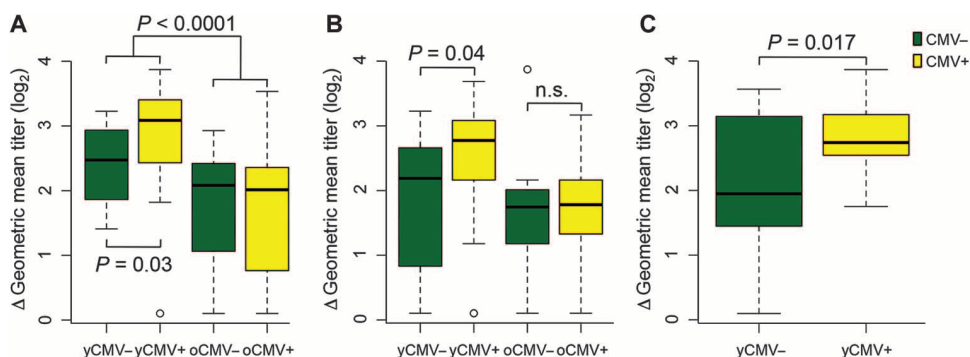 A
P < 0.0001
Δ Geometric mean titer (log2)
4
3
2
1
0
P = 0.03
yCMV– yCMV+ oCMV– oCMV+
B
P = 0.04
n.s.
Δ Geometric mean titer (log2)
4
3
2
1
0
yCMV– yCMV+ oCMV– oCMV+
C
P = 0.017
CMV–
CMV+
Δ Geometric mean titer (log2)
4
3
2
1
0
yCMV– yCMV+